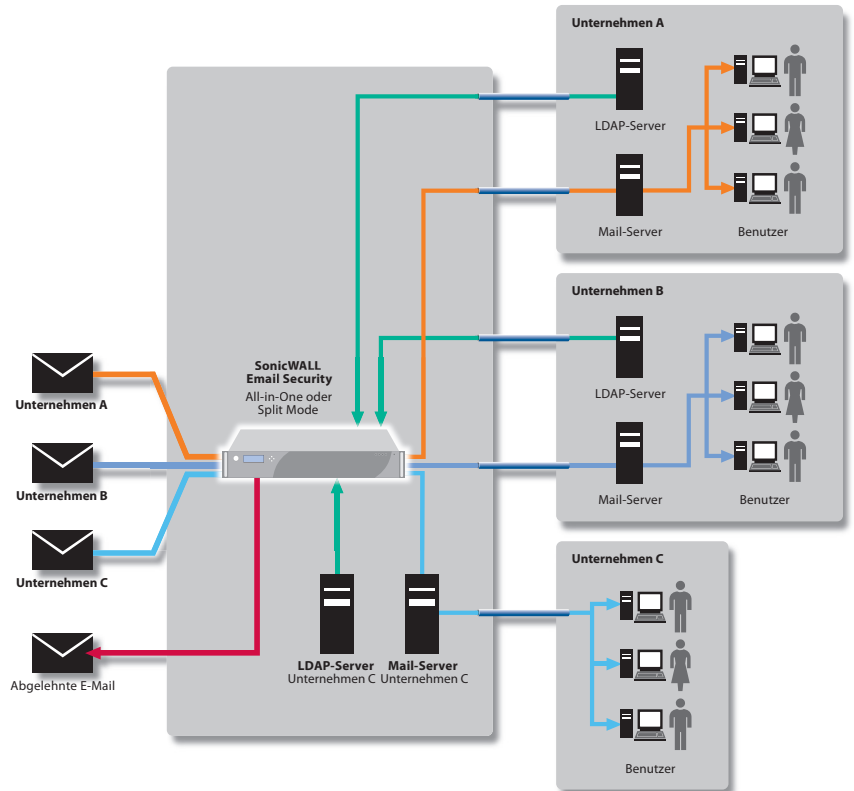 Unternehmen A
LDAP-Server
Mail-Server
Benutzer
Unternehmen B
LDAP-Server
Mail-Server
Benutzer
Unternehmen C
Benutzer
SonicWALL
Email Security
All-in-One oder
Split Mode
Unternehmen A
Unternehmen B
Unternehmen C
Abgelehnte E-Mail
LDAP-Server
Unternehmen C
Mail-Server
Unternehmen C